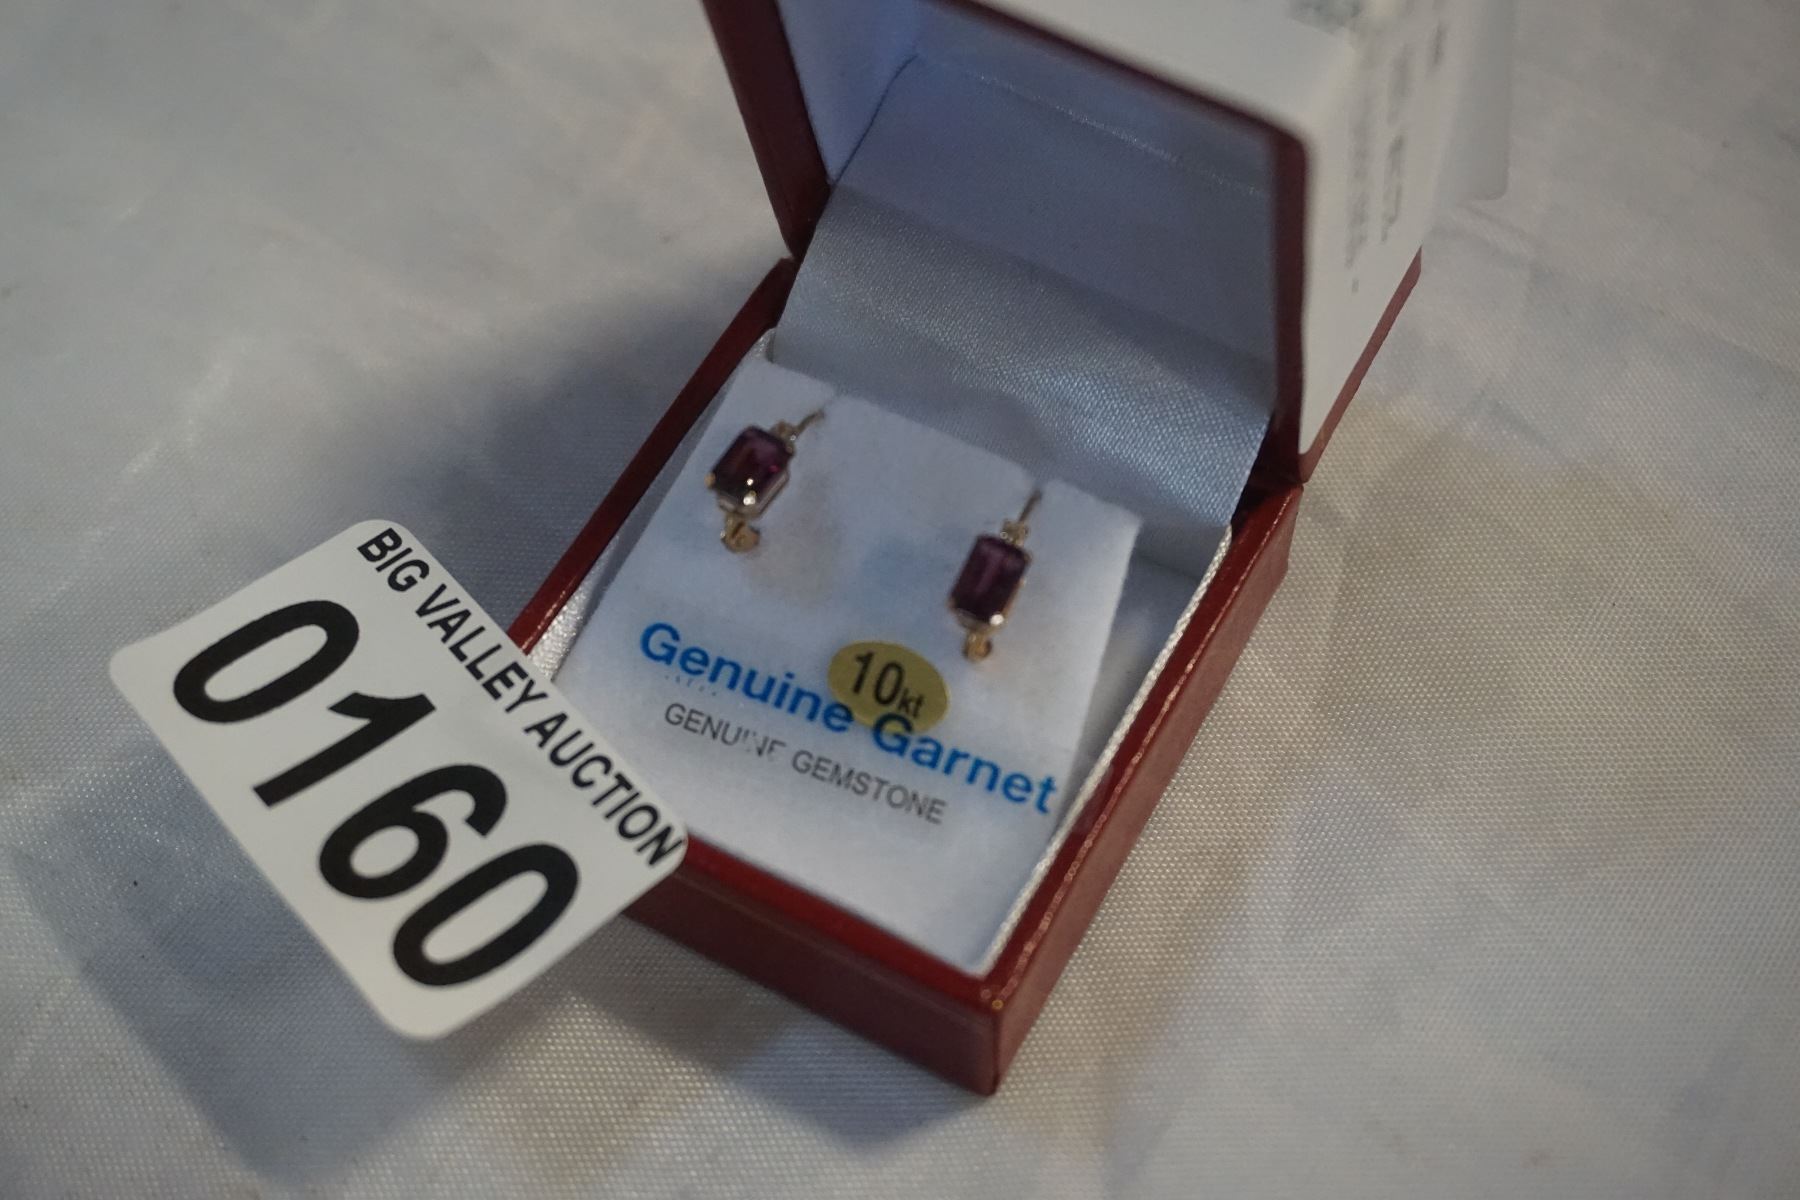 BIG VALLEY AUCTION
0160
10kt
Genuine Garnet
GENUINE GEMSTONE